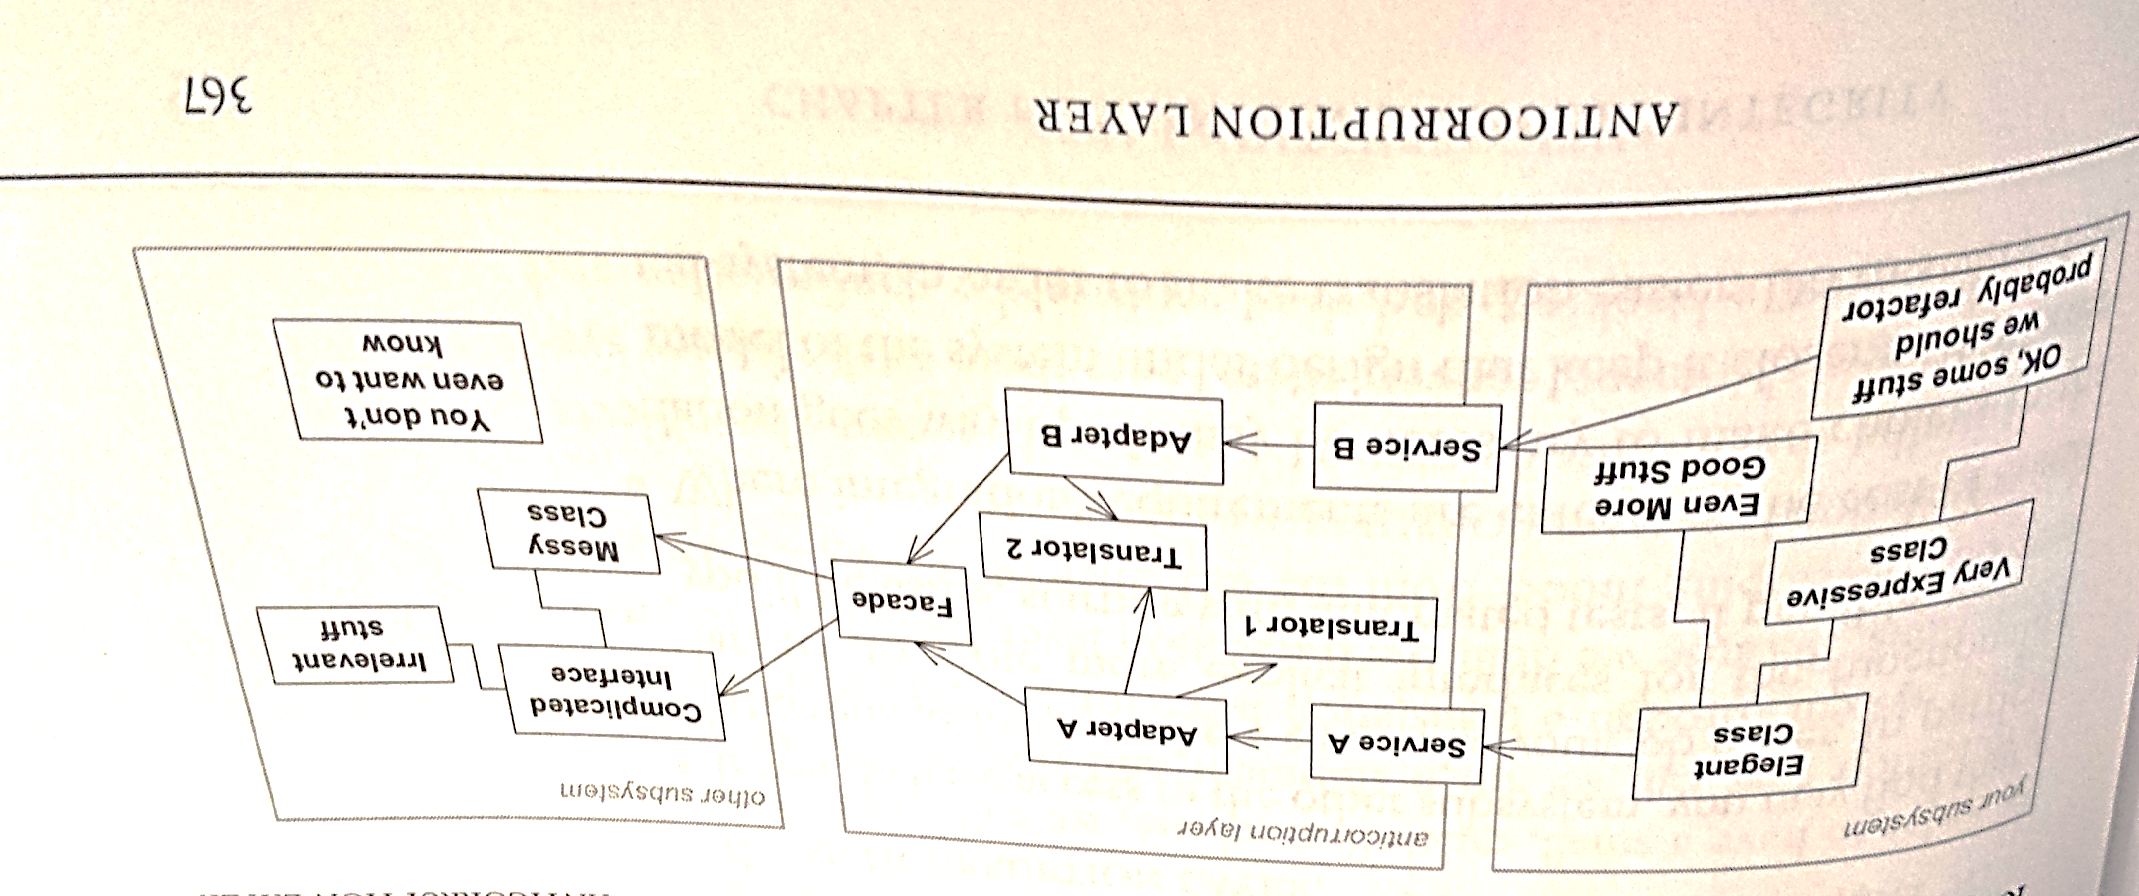 your subsystem
Elegant
Class
Very Expressive
Class
Even More
Good Stuff
OK, some stuff
we should
probably refactor
anticorruption layer
Service A
Adapter A
Translator 1
Translator 2
Facade
Service B
Adapter B
other subsystem
Complicated
Interface
Irrelevant
stuff
Messy
Class
You don't
even want to
know
ANTICORRUPTION LAYER
367